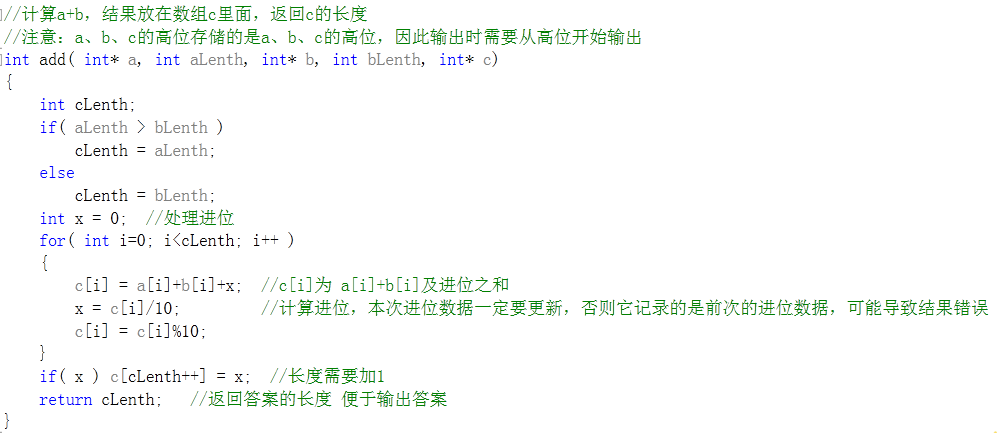 //计算a+b，结果放在数组c里面，返回c的长度
//注意：a、b、c的高位存储的是a、b、c的高位，因此输出时需要从高位开始输出
int add( int* a, int aLenth, int* b, int bLenth, int* c)
{
    int cLenth;
    if( aLenth > bLenth )
        cLenth = aLenth;
    else
        cLenth = bLenth;
    int x = 0;  //处理进位
    for( int i=0; i<cLenth; i++ )
    {
        c[i] = a[i]+b[i]+x;  //c[i]为 a[i]+b[i]及进位之和
        x = c[i]/10;         //计算进位，本次进位数据一定要更新，否则它记录的是前次的进位数据，可能导致结果错误
        c[i] = c[i]%10;
    }
    if( x ) c[cLenth++] = x;  //长度需要加1
    return cLenth;   //返回答案的长度 便于输出答案
}